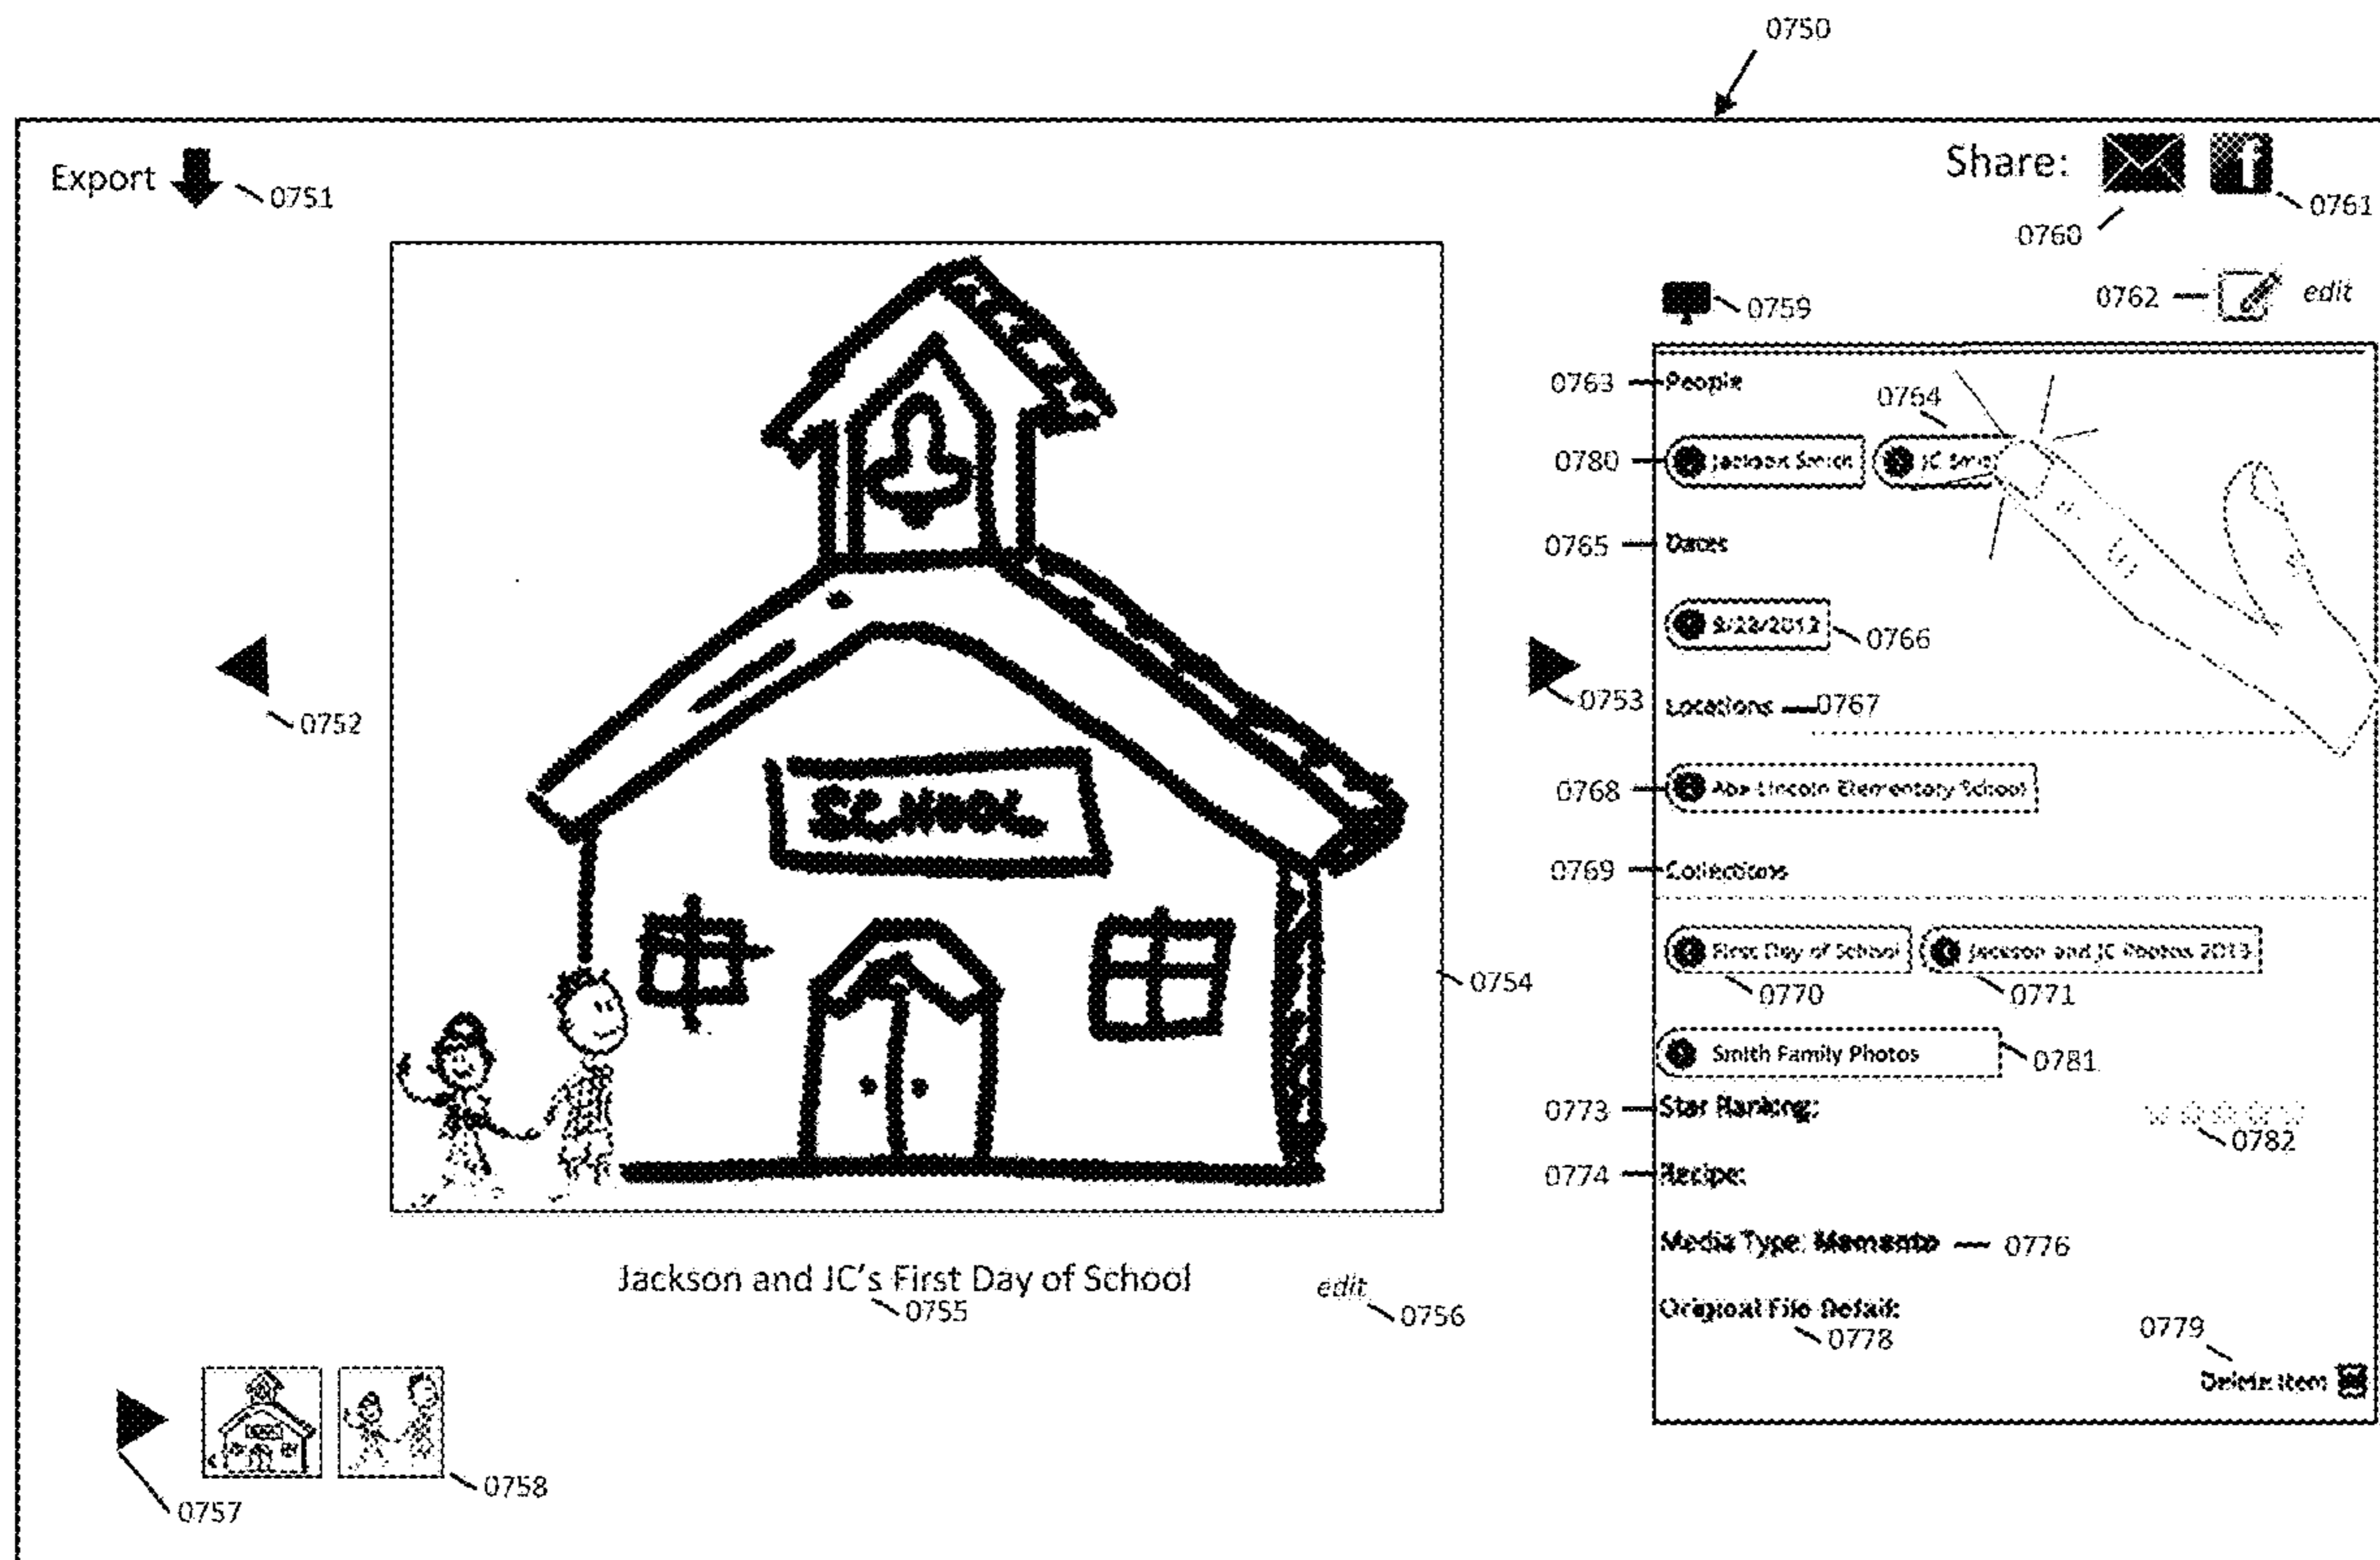 0750
Export 0751
Share: f 0761
0760
0759
0762 edit
0763 People
0764
0780 Jackson Smith JC Smi
0765 Dates
0766
0752
0753
Locations 0767
SCHOOL
0768 Abe Lincoln Elementary School
0769 Collections
First Day of School Jackson and JC Photos 2013
0754
0770 0771
Smith Family Photos 0781
0773 Star Ranking:
0782
0774 Recipe:
Media Type: Memento 0776
Jackson and JC's First Day of School edit
0755 0756
Original File Detail:
0778 0779
Delete Item
0758
0757